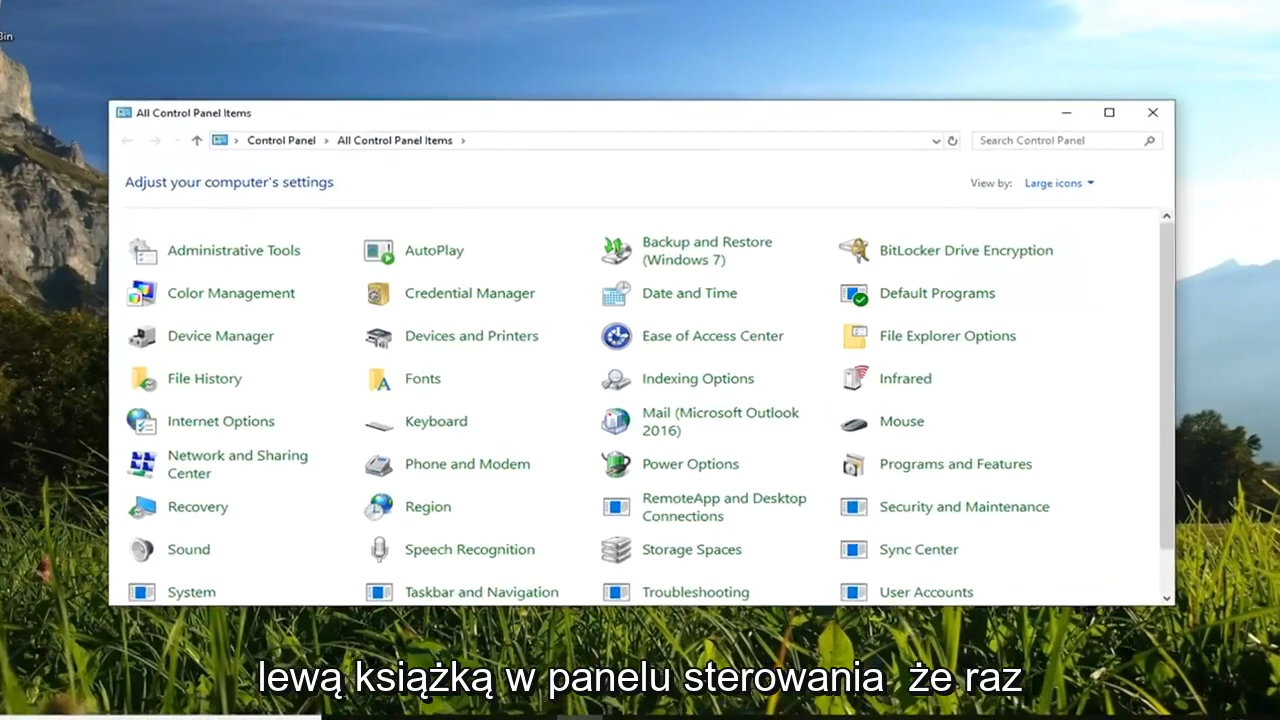 Bin
All Control Panel Items
Control Panel
All Control Panel Items
Search Control Panel
Adjust your computer's settings
View by:
Large icons
Administrative Tools
AutoPlay
Backup and Restore
(Windows 7)
BitLocker Drive Encryption
Color Management
Credential Manager
Date and Time
Default Programs
Device Manager
Devices and Printers
Ease of Access Center
File Explorer Options
File History
Fonts
Indexing Options
Infrared
Internet Options
Keyboard
Mail (Microsoft Outlook
2016)
Mouse
Network and Sharing
Center
Phone and Modem
Power Options
Programs and Features
Recovery
Region
RemoteApp and Desktop
Connections
Security and Maintenance
Sound
Speech Recognition
Storage Spaces
Sync Center
System
Taskbar and Navigation
Troubleshooting
User Accounts
lewą książką w panelu sterowania że raz